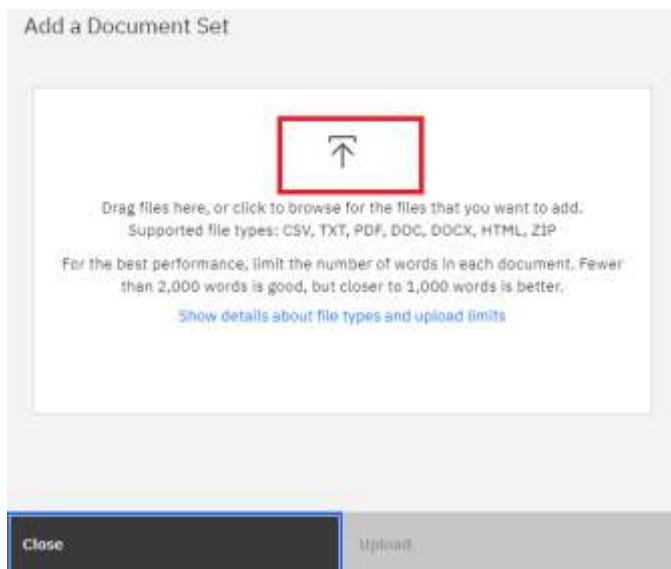 Add a Document Set
Drag files here, or click to browse for the files that you want to add.
Supported file types: CSV, TXT, PDF, DOC, DOCX, HTML, ZIP
For the best performance, limit the number of words in each document. Fewer
than 2,000 words is good, but closer to 1,000 words is better.
Show details about file types and upload limits
Close
Upload